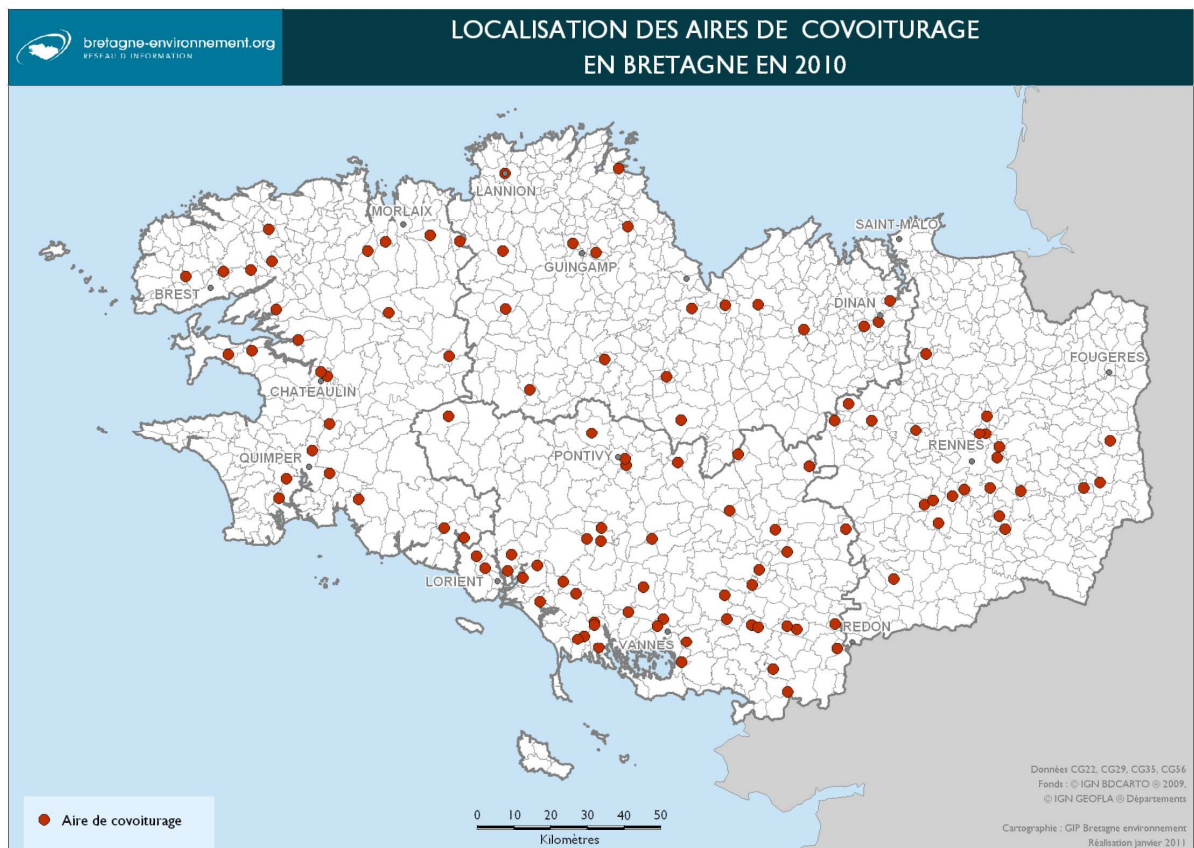 bretagne-environnement.org
RESEAU D INFORMATION
LOCALISATION DES AIRES DE COVOITURAGE
EN BRETAGNE EN 2010
LANNION
MORLAIX
SAINT-MALO
GUINGAMP
BREST
DINAN
FOUGERES
CHATEAULIN
RENNES
PONTIVY
QUIMPER
LORIENT
REDON
VANNES
Données CG22, CG29, CG35, CG56
Fonds : © IGN BDCARTO ® 2009,
© IGN GEOFLA ® Départements
Aire de covoiturage
0 10 20 30 40 50
Kilomètres
Cartographie : GIP Bretagne environnement
Réalisation janvier 2011